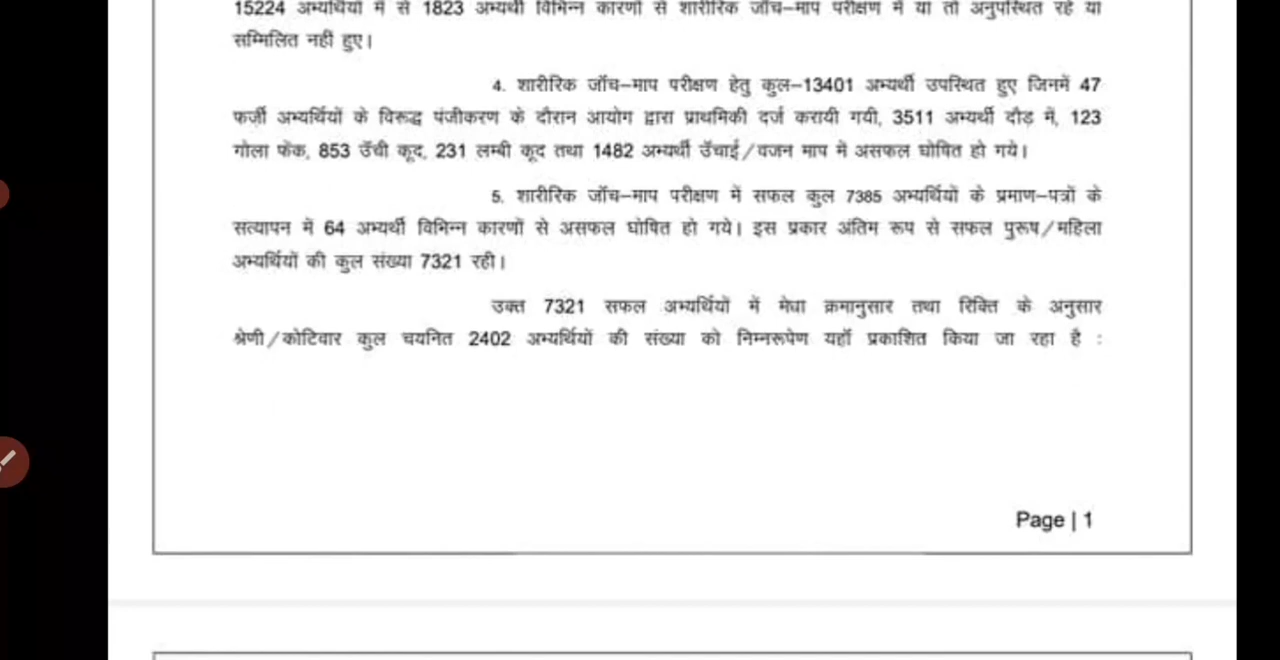 15224 अभ्यर्थियों में से 1823 अभ्यर्थी विभिन्न कारणों से शारीरिक जाँच–माप परीक्षण में या तो अनुपस्थित रहे या
सम्मिलित नहीं हुए।
4. शारीरिक जाँच–माप परीक्षण हेतु कुल–13401 अभ्यर्थी उपस्थित हुए जिनमें 47
फर्जी अभ्यर्थियों के विरूद्ध पंजीकरण के दौरान आयोग द्वारा प्राथमिकी दर्ज करायी गयी, 3511 अभ्यर्थी दौड़ में, 123
गोला फेंक, 853 उँची कूद, 231 लम्बी कूद तथा 1482 अभ्यर्थी उँचाई/वजन माप में असफल घोषित हो गये।
5. शारीरिक जाँच–माप परीक्षण में सफल कुल 7385 अभ्यर्थियों के प्रमाण–पत्रों के
सत्यापन में 64 अभ्यर्थी विभिन्न कारणों से असफल घोषित हो गये। इस प्रकार अंतिम रूप से सफल पुरूष/महिला
अभ्यर्थियों की कुल संख्या 7321 रही।
उक्त 7321 सफल अभ्यर्थियों में मेधा क्रमानुसार तथा रिक्ति के अनुसार
श्रेणी/कोटिवार कुल चयनित 2402 अभ्यर्थियों की संख्या को निम्नरूपेण यहाँ प्रकाशित किया जा रहा है :
Page | 1